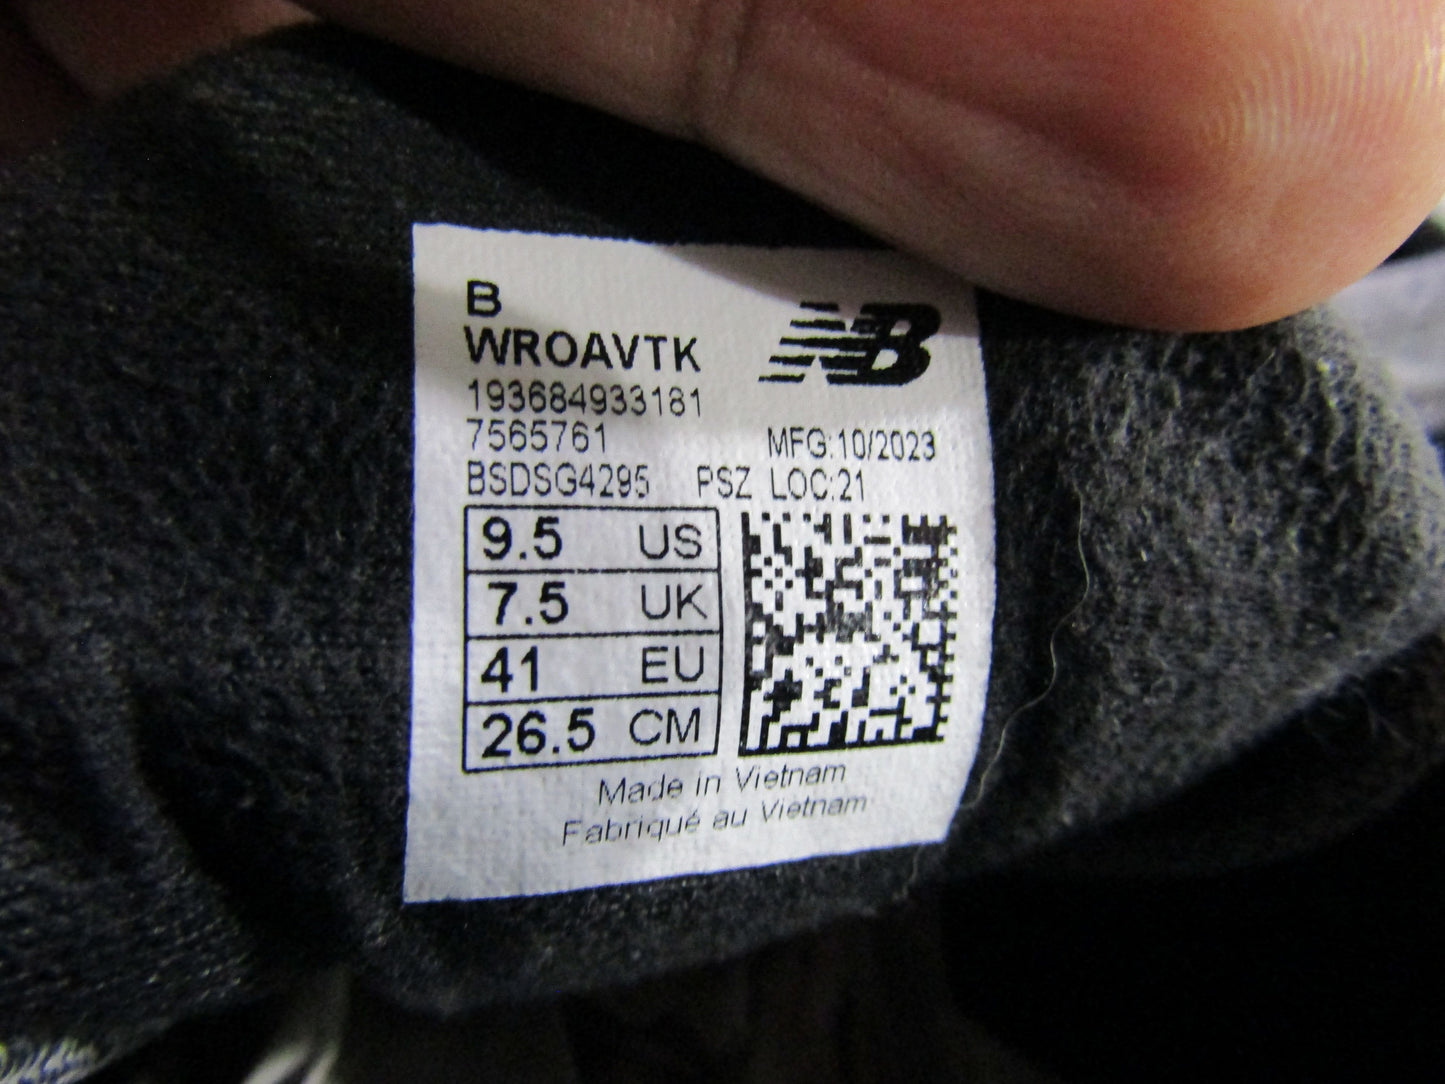 B
WROAVTK
NB
193684933181
7565761
MFG:10/2023
BSDSG4295 PSZ LOC:21
9.5 US
7.5 UK
41 EU
26.5 CM
Made in Vietnam
Fabriqué au Vietnam